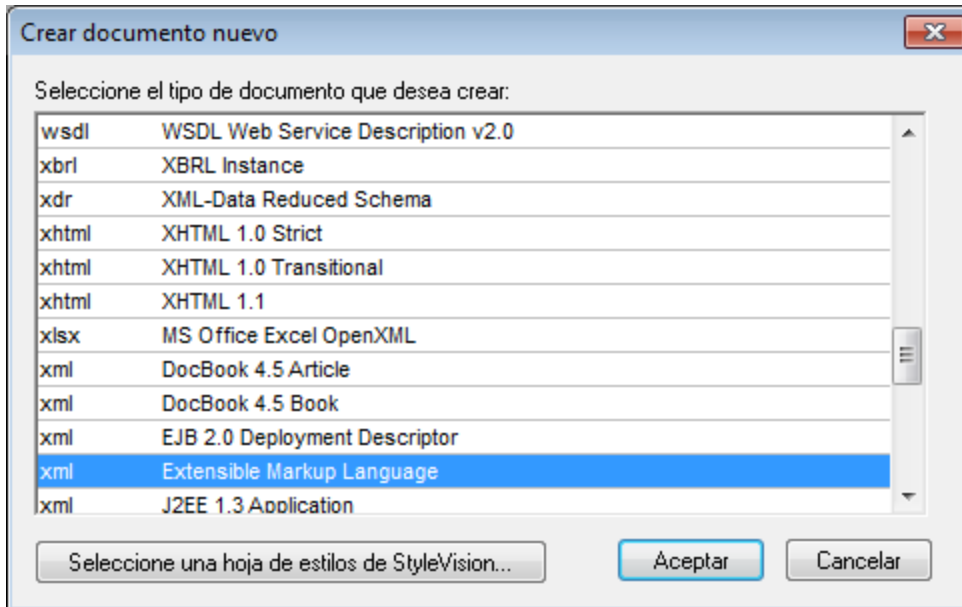 Crear documento nuevo
Seleccione el tipo de documento que desea crear:
wsdl WSDL Web Service Description v2.0
xbrl XBRL Instance
xdr XML-Data Reduced Schema
xhtml XHTML 1.0 Strict
xhtml XHTML 1.0 Transitional
xhtml XHTML 1.1
xlsx MS Office Excel OpenXML
xml DocBook 4.5 Article
xml DocBook 4.5 Book
xml EJB 2.0 Deployment Descriptor
xml Extensible Markup Language
xml J2EE 1.3 Application
Seleccione una hoja de estilos de StyleVision... Aceptar Cancelar